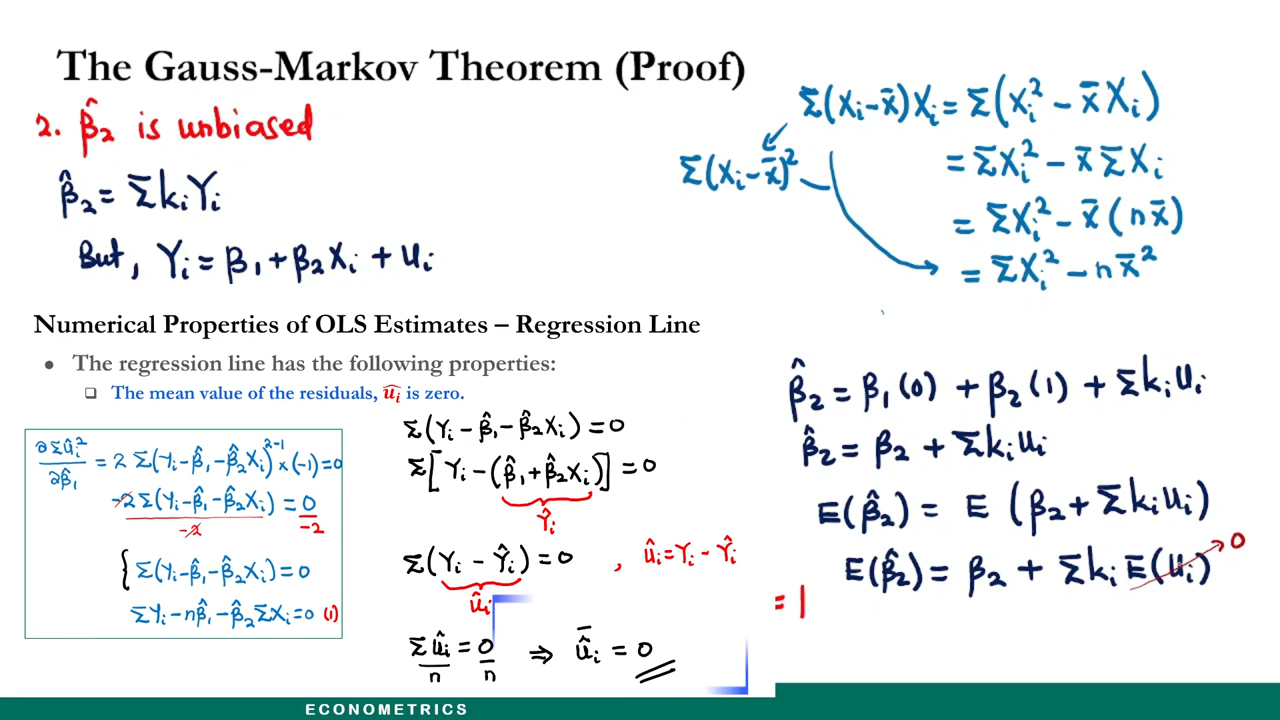 The Gauss-Markov Theorem (Proof)
2. β̂₂ is unbiased
β̂₂ = ΣkᵢYᵢ
But, Yᵢ = β₁ + β₂Xᵢ + uᵢ
Σ(Xᵢ-x̄)Xᵢ = Σ(Xᵢ² - x̄Xᵢ)
Σ(Xᵢ-x̄)²
= ΣXᵢ² - x̄ΣXᵢ
= ΣXᵢ² - x̄(nx̄)
= ΣXᵢ² - nx̄²
Numerical Properties of OLS Estimates – Regression Line
● The regression line has the following properties:
❑ The mean value of the residuals, ûᵢ is zero.
∂Σûᵢ²/∂β̂₁ = 2Σ(Yᵢ-β̂₁-β̂₂Xᵢ)²⁻¹×(-1)=0
-2Σ(Yᵢ-β̂₁-β̂₂Xᵢ) = 0
-2 -2
{ Σ(Yᵢ-β̂₁-β̂₂Xᵢ)=0
ΣYᵢ-nβ̂₁-β̂₂ΣXᵢ=0 (1)
Σ(Yᵢ-β̂₁-β̂₂Xᵢ)=0
Σ[Yᵢ-(β̂₁+β̂₂Xᵢ)]=0
Ŷᵢ
Σ(Yᵢ-Ŷᵢ)=0 , ûᵢ=Yᵢ-Ŷᵢ
ûᵢ
Σûᵢ/n = 0/n ⇒ û̄ᵢ = 0
β̂₂ = β₁(0) + β₂(1) + Σkᵢuᵢ
β̂₂ = β₂ + Σkᵢuᵢ
E(β̂₂) = E(β₂ + Σkᵢuᵢ)
E(β̂₂) = β₂ + ΣkᵢE(uᵢ) 0
= 1
ECONOMETRICS